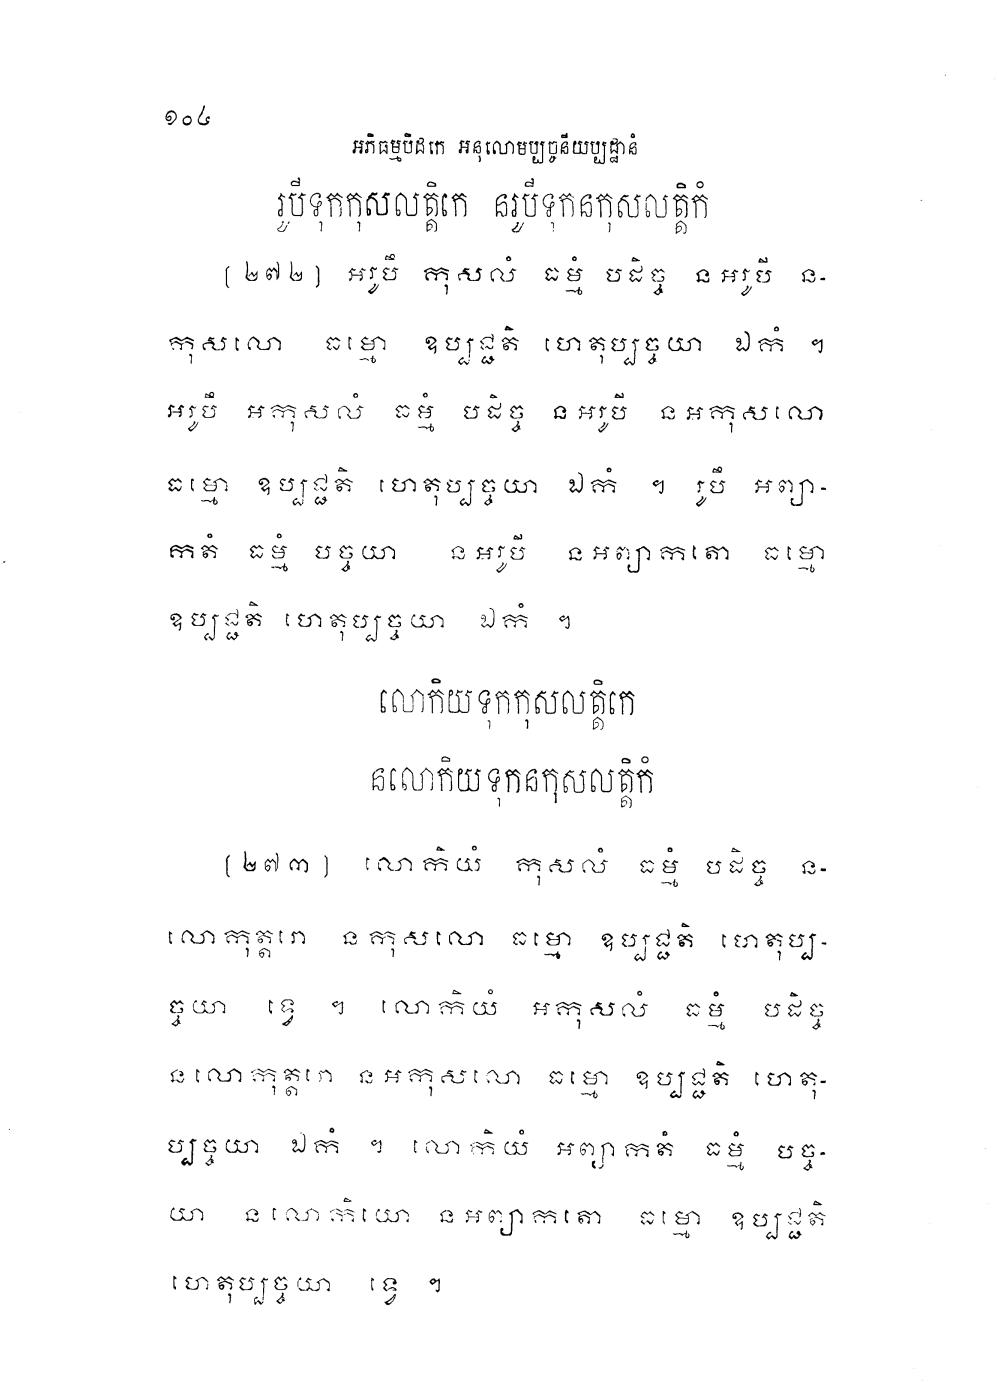 ១០៤
អភិធម្មបិដកេ អនុលោមប្បច្ចនីយប្បដ្ឋានំ
រូបីទុកកុសលត្តិកេ នរូបីទុកនកុសលត្តិកំ
[២៧២] អរូបឹ កុសលំ ធម្មំ បដិច្ច នអរូបី ន-
កុសលោ ធម្មោ ឧប្បជ្ជតិ ហេតុប្បច្ចយា ឯកំ ។
អរូបឹ អកុសលំ ធម្មំ បដិច្ច នអរូបី នអកុសលោ
ធម្មោ ឧប្បជ្ជតិ ហេតុប្បច្ចយា ឯកំ ។ រូបឹ អព្យា-
កតំ ធម្មំ បច្ចយា នអរូបី នអព្យាកតោ ធម្មោ
ឧប្បជ្ជតិ ហេតុប្បច្ចយា ឯកំ ។
លោកិយទុកកុសលត្តិកេ
នលោកិយទុកនកុសលត្តិកំ
[២៧៣] លោកិយំ កុសលំ ធម្មំ បដិច្ច ន-
លោកុត្តរោ នកុសលោ ធម្មោ ឧប្បជ្ជតិ ហេតុប្ប-
ច្ចយា ទ្វេ ។ លោកិយំ អកុសលំ ធម្មំ បដិច្ច
នលោកុត្តរោ នអកុសលោ ធម្មោ ឧប្បជ្ជតិ ហេតុ-
ប្បច្ចយា ឯកំ ។ លោកិយំ អព្យាកតំ ធម្មំ បច្ច-
យា នលោកិយោ នអព្យាកតោ ធម្មោ ឧប្បជ្ជតិ
ហេតុប្បច្ចយា ទ្វេ ។